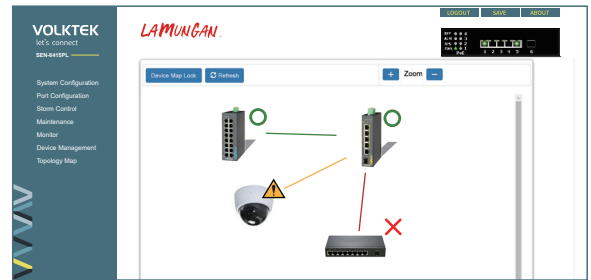 LOGOUT SAVE ABOUT
VOLKTEK
let's connect
SEN-8415PL
LAMUNGAN
PoE 1 2 3 4 5 6
Device Map Lock Refresh + Zoom −
System Configuration
Port Configuration
Storm Control
Maintenance
Monitor
Device Management
Topology Map